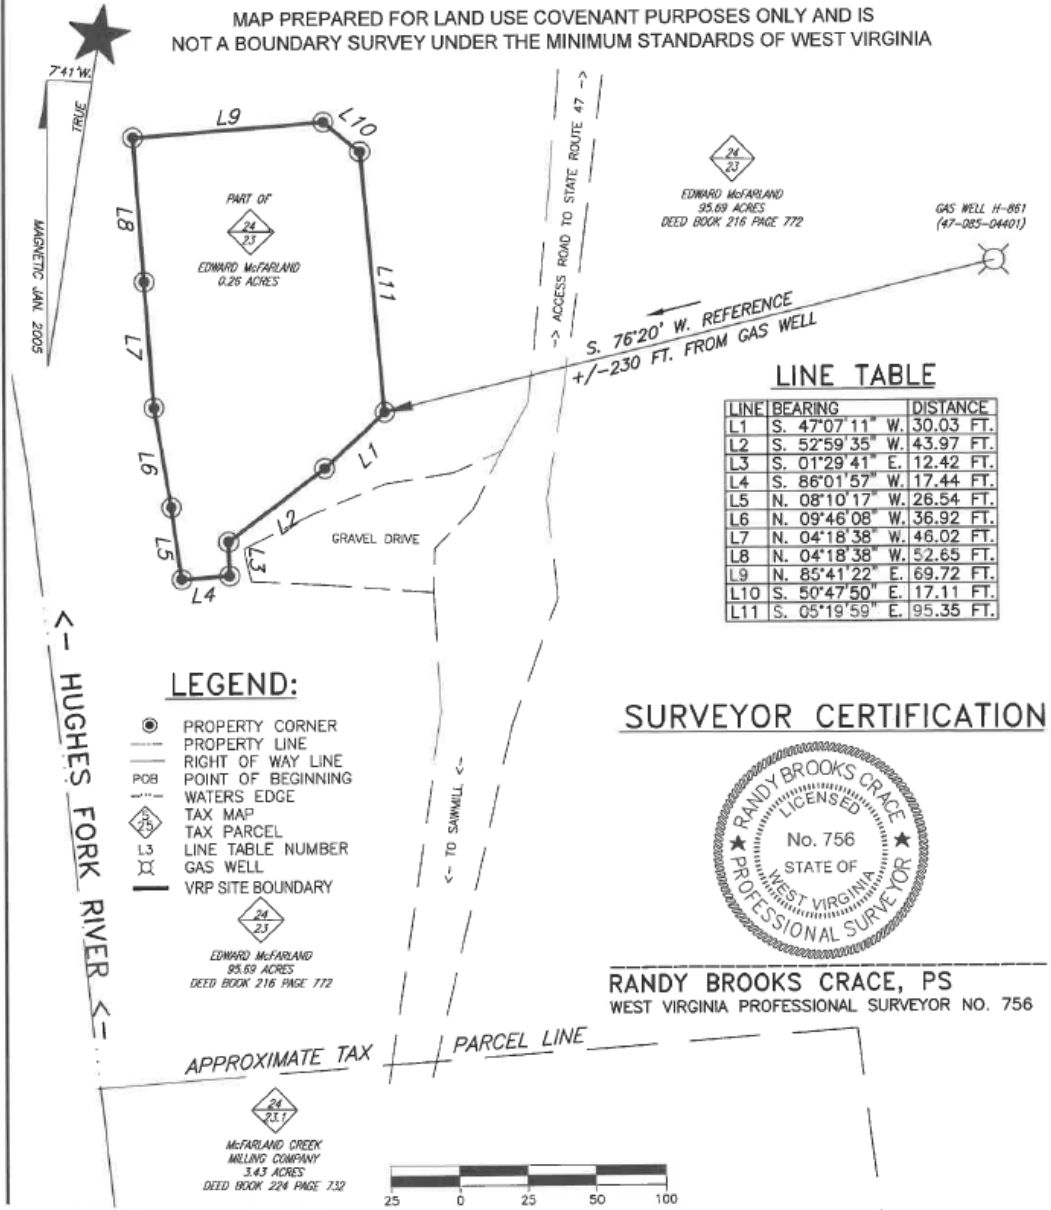 MAP PREPARED FOR LAND USE COVENANT PURPOSES ONLY AND IS
NOT A BOUNDARY SURVEY UNDER THE MINIMUM STANDARDS OF WEST VIRGINIA
7°41'W.
TRUE
MAGNETIC JAN. 2005
L9
L10
L8
L11
L7
L6
L1
L2
L5
L3
L4
PART OF
24
23
EDWARD McFARLAND
0.26 ACRES
-> ACCESS ROAD TO STATE ROUTE 47 ->
24
23
EDWARD McFARLAND
95.69 ACRES
DEED BOOK 216 PAGE 772
GAS WELL H-861
(47-085-04401)
S. 76°20' W. REFERENCE
+/-230 FT. FROM GAS WELL
GRAVEL DRIVE
LINE TABLE
LINE BEARING DISTANCE
L1 S. 47°07'11" W. 30.03 FT.
L2 S. 52°59'35" W. 43.97 FT.
L3 S. 01°29'41" E. 12.42 FT.
L4 S. 86°01'57" W. 17.44 FT.
L5 N. 08°10'17" W. 26.54 FT.
L6 N. 09°46'08" W. 36.92 FT.
L7 N. 04°18'38" W. 46.02 FT.
L8 N. 04°18'38" W. 52.65 FT.
L9 N. 85°41'22" E. 69.72 FT.
L10 S. 50°47'50" E. 17.11 FT.
L11 S. 05°19'59" E. 95.35 FT.
<- HUGHES FORK RIVER <-
LEGEND:
PROPERTY CORNER
PROPERTY LINE
RIGHT OF WAY LINE
POB POINT OF BEGINNING
WATERS EDGE
5
25
TAX MAP
TAX PARCEL
L3 LINE TABLE NUMBER
GAS WELL
VRP SITE BOUNDARY
24
23
EDWARD McFARLAND
95.69 ACRES
DEED BOOK 216 PAGE 772
<- TO SAWMILL <-
SURVEYOR CERTIFICATION
RANDY BROOKS CRACE
LICENSED
No. 756
STATE OF
WEST VIRGINIA
PROFESSIONAL SURVEYOR
RANDY BROOKS CRACE, PS
WEST VIRGINIA PROFESSIONAL SURVEYOR NO. 756
APPROXIMATE TAX PARCEL LINE
24
23.1
McFARLAND CREEK
MILLING COMPANY
3.43 ACRES
DEED BOOK 224 PAGE 732
25 0 25 50 100